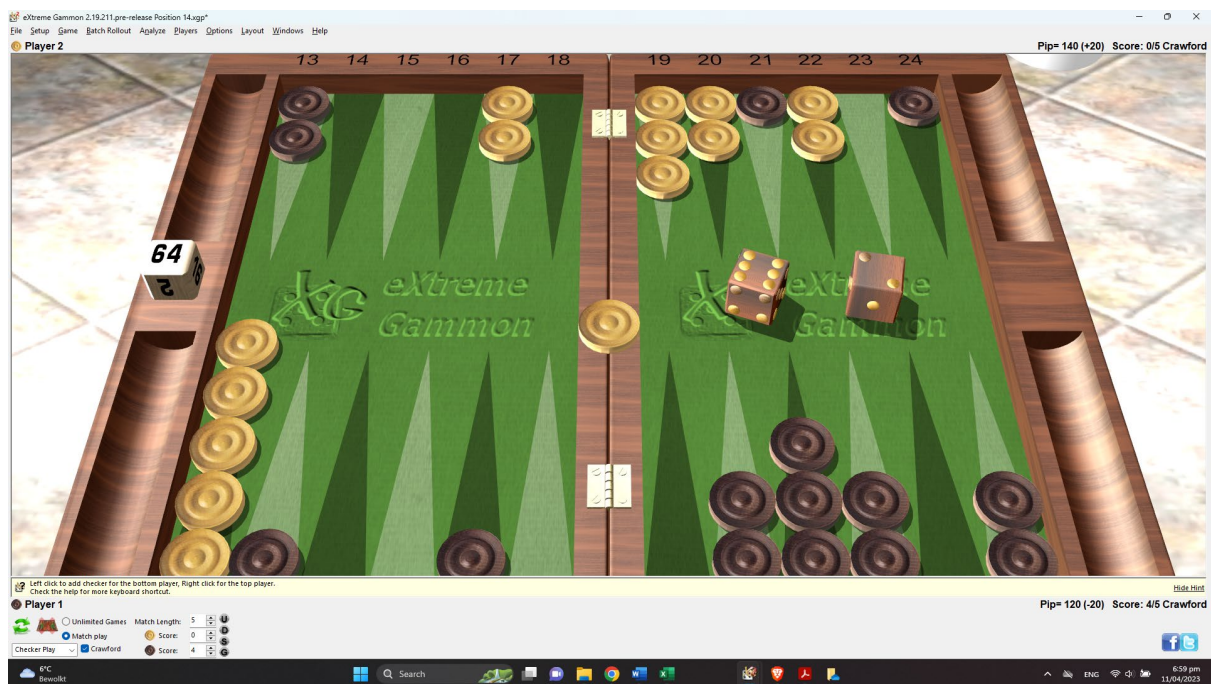 eXtreme Gammon 2.19.211.pre-release Position 14.xgp*
File Setup Game Batch Rollout Analyze Players Options Layout Windows Help
Player 2
Pip= 140 (+20) Score: 0/5 Crawford
13 14 15 16 17 18 19 20 21 22 23 24
64
16
2
XG eXtreme Gammon
eXtreme Gammon
Left click to add checker for the bottom player, Right click for the top player.
Check the help for more keyboard shortcut.
Hide Hint
Player 1
Pip= 120 (-20) Score: 4/5 Crawford
Unlimited Games Match Length: 5 U
Match play Score: 0 D
S
Checker Play Crawford Score: 4 G
6°C
Bewolkt
Search
ENG
6:59 pm
11/04/2023